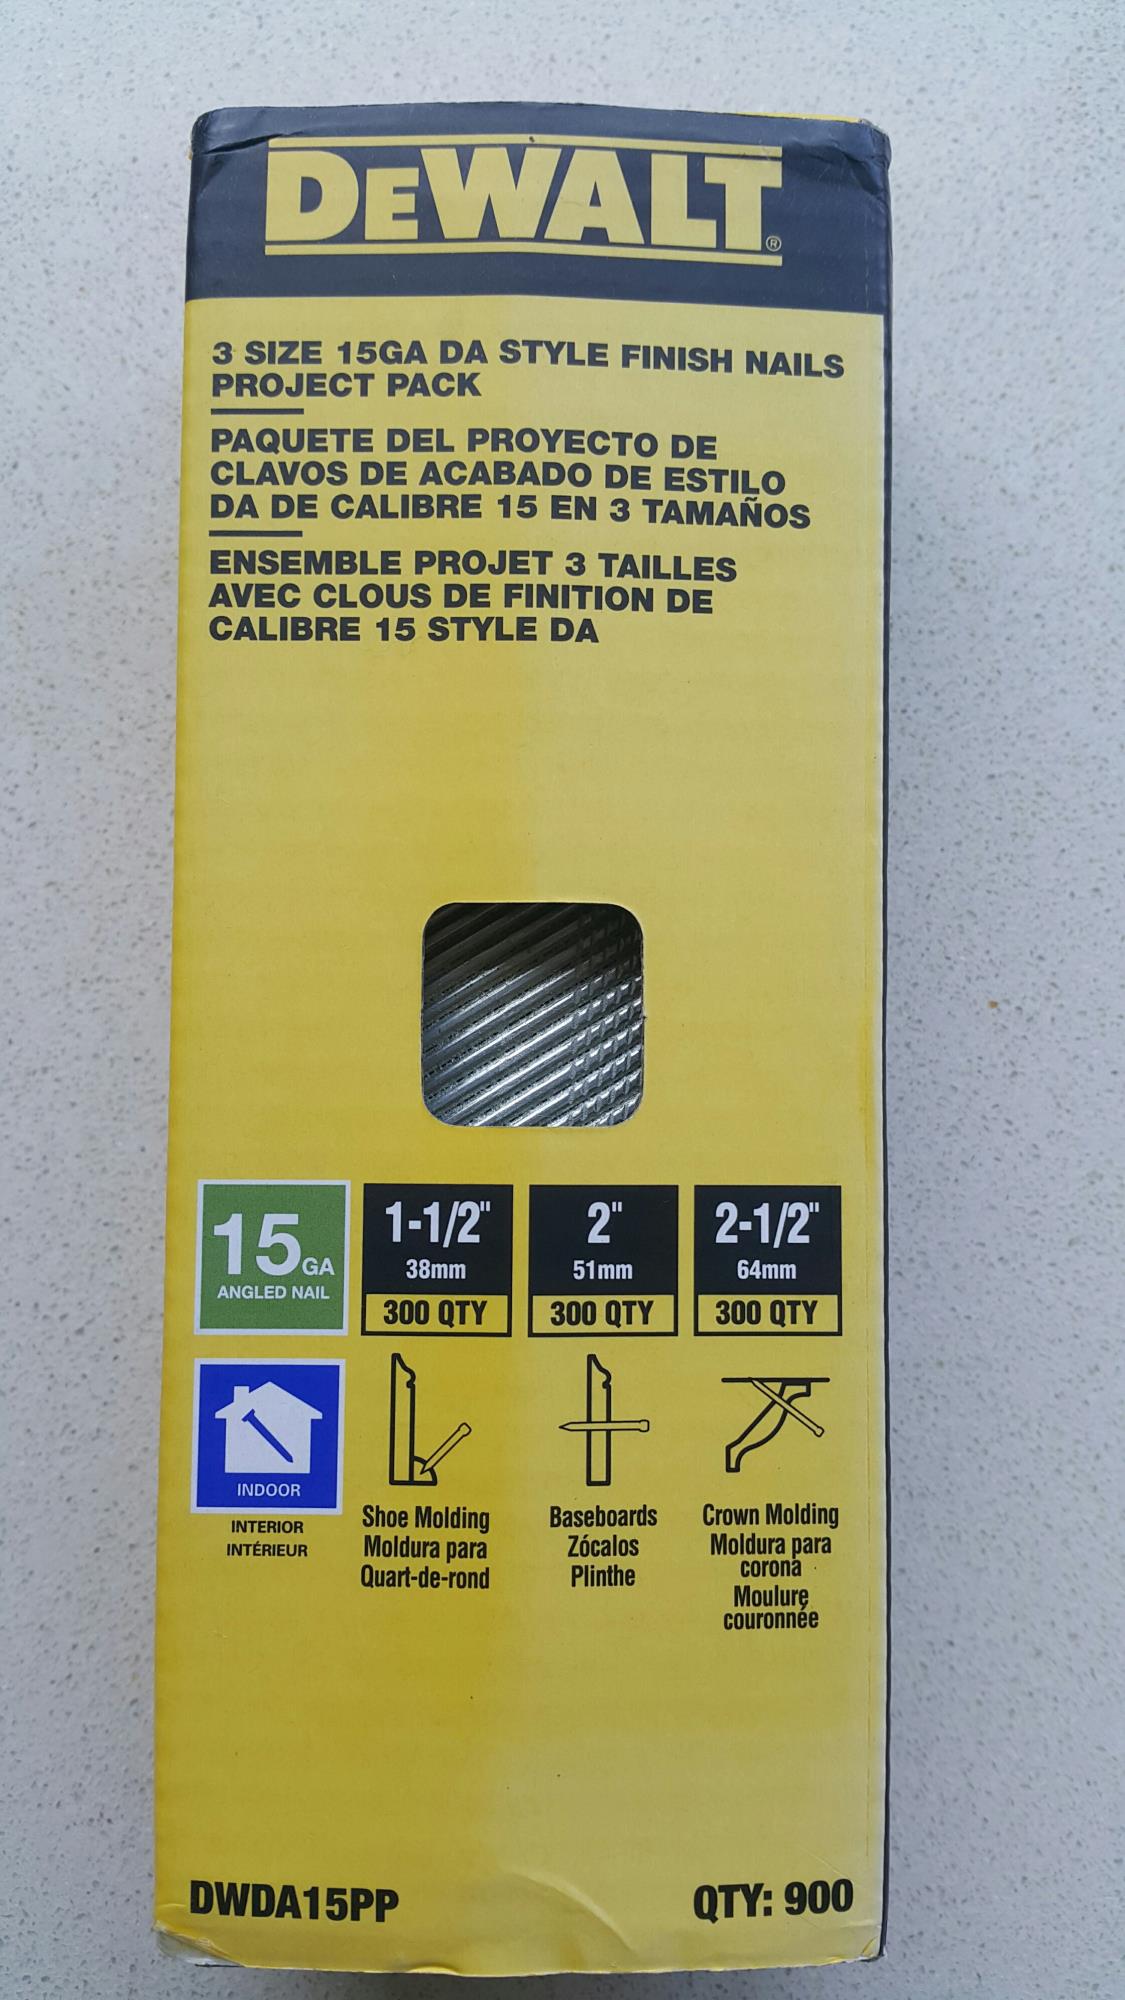 DEWALT®
3 SIZE 15GA DA STYLE FINISH NAILS
PROJECT PACK
PAQUETE DEL PROYECTO DE
CLAVOS DE ACABADO DE ESTILO
DA DE CALIBRE 15 EN 3 TAMAÑOS
ENSEMBLE PROJET 3 TAILLES
AVEC CLOUS DE FINITION DE
CALIBRE 15 STYLE DA
15GA
ANGLED NAIL
1-1/2"
38mm
300 QTY
2"
51mm
300 QTY
2-1/2"
64mm
300 QTY
INDOOR
INTERIOR
INTÉRIEUR
Shoe Molding
Moldura para
Quart-de-rond
Baseboards
Zócalos
Plinthe
Crown Molding
Moldura para
corona
Moulure
couronnée
DWDA15PP
QTY: 900